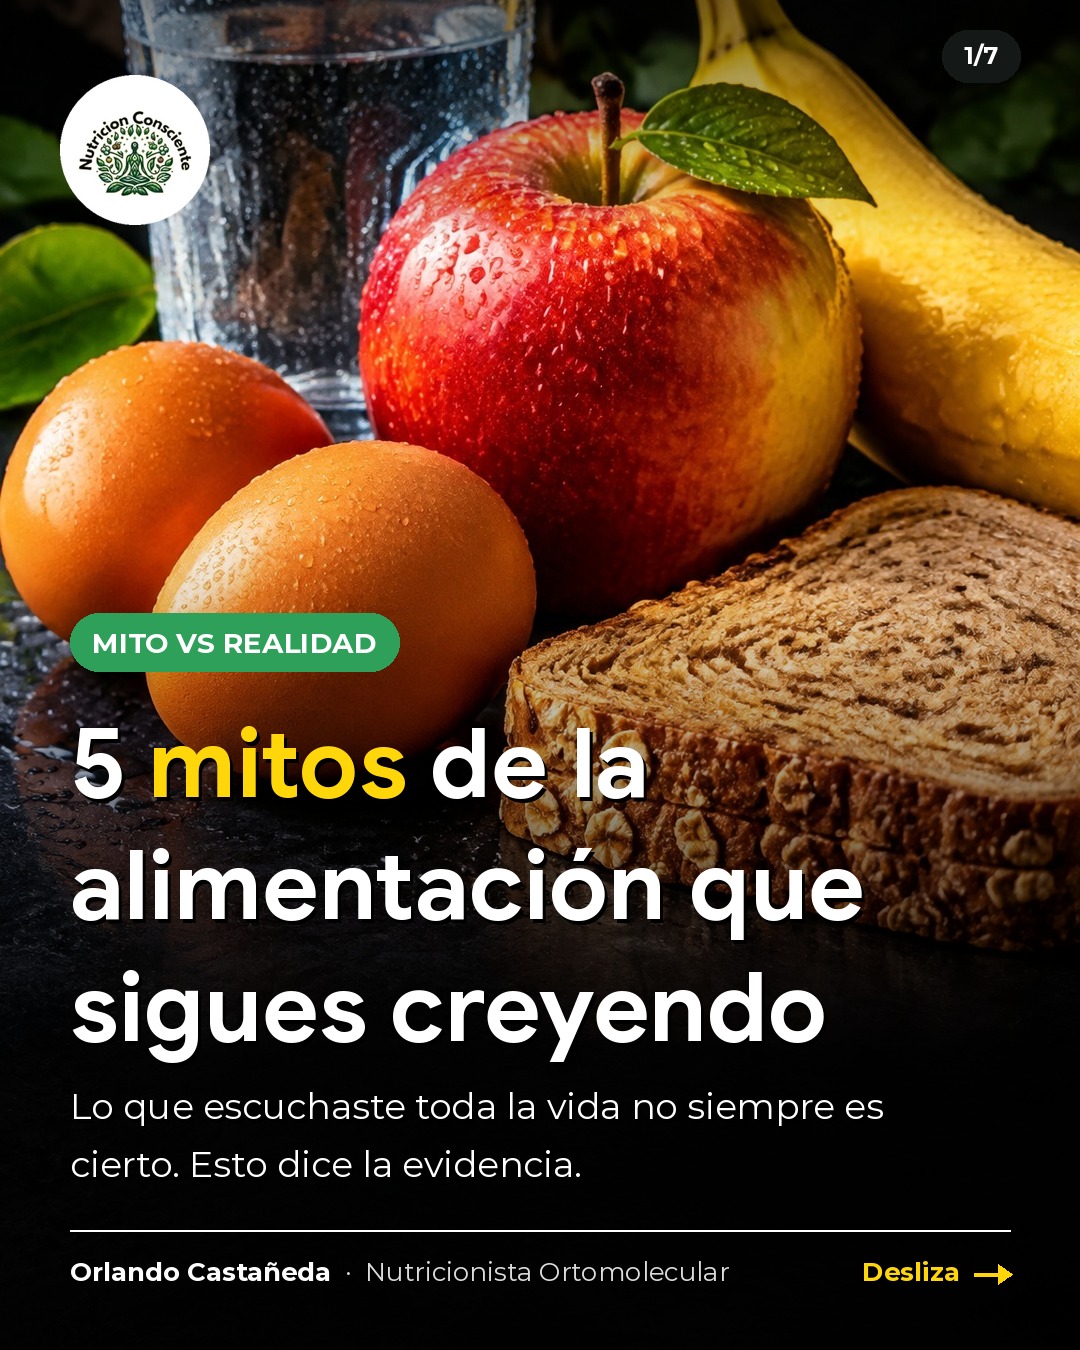 1/7
Nutricion Consciente
MITO VS REALIDAD
5 mitos de la
alimentación que
sigues creyendo
Lo que escuchaste toda la vida no siempre es
cierto. Esto dice la evidencia.
Orlando Castañeda · Nutricionista Ortomolecular
Desliza →